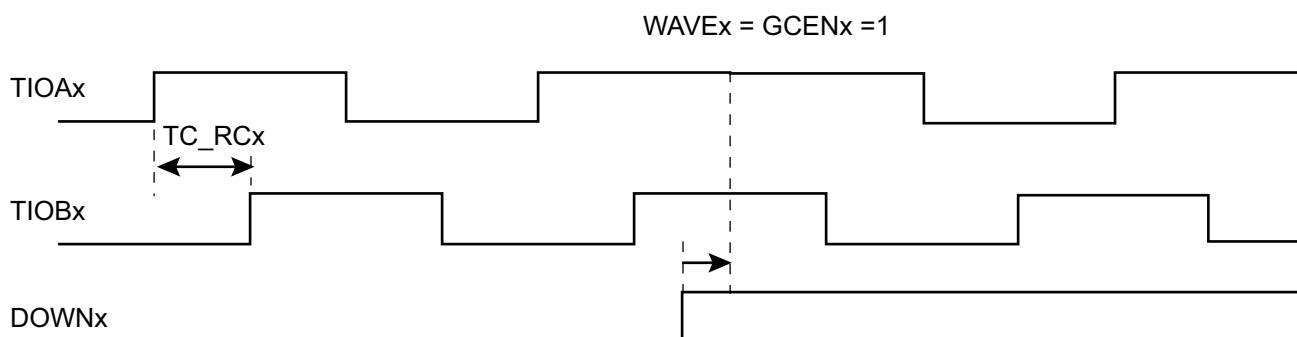 WAVEx = GCENx =1
TIOAx
TC_RCx
TIOBx
DOWNx